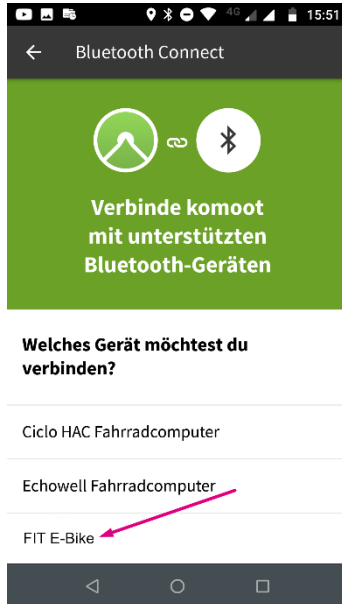 4G 15:51
Bluetooth Connect
Verbinde komoot
mit unterstützten
Bluetooth-Geräten
Welches Gerät möchtest du
verbinden?
Ciclo HAC Fahrradcomputer
Echowell Fahrradcomputer
FIT E-Bike